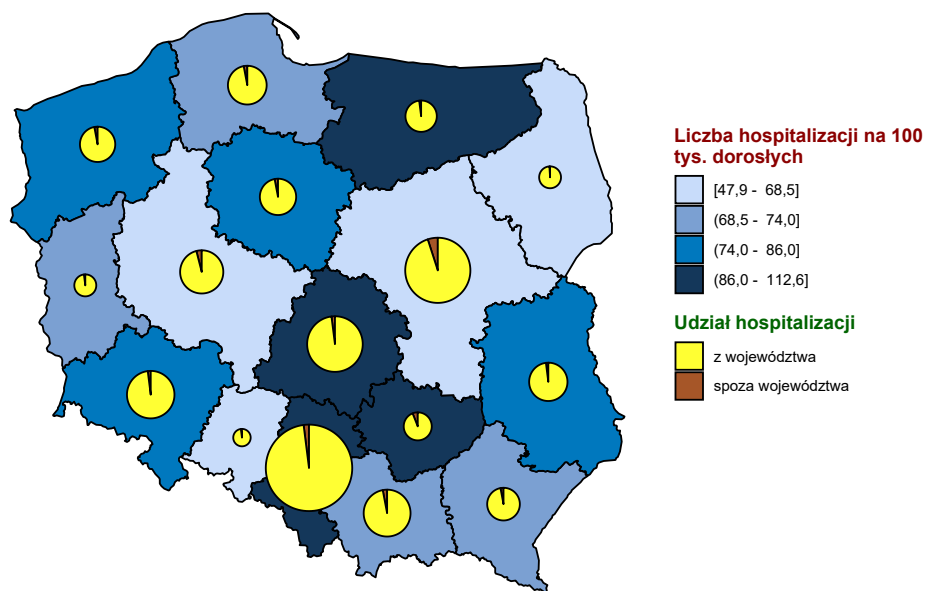 Liczba hospitalizacji na 100
tys. dorosłych
[47,9 - 68,5]
(68,5 - 74,0]
(74,0 - 86,0]
(86,0 - 112,6]
Udział hospitalizacji
z województwa
spoza województwa